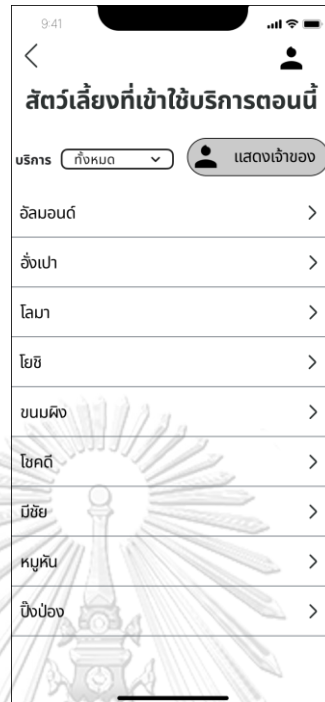 9:41
สัตว์เลี้ยงที่เข้าใช้บริการตอนนี้
บริการ ทั้งหมด แสดงเจ้าของ
อัลมอนด์
อั่งเปา
โลมา
โยชิ
ขนมผิง
โชคดี
มีชัย
หมูหัน
ปิ๊งป่อง